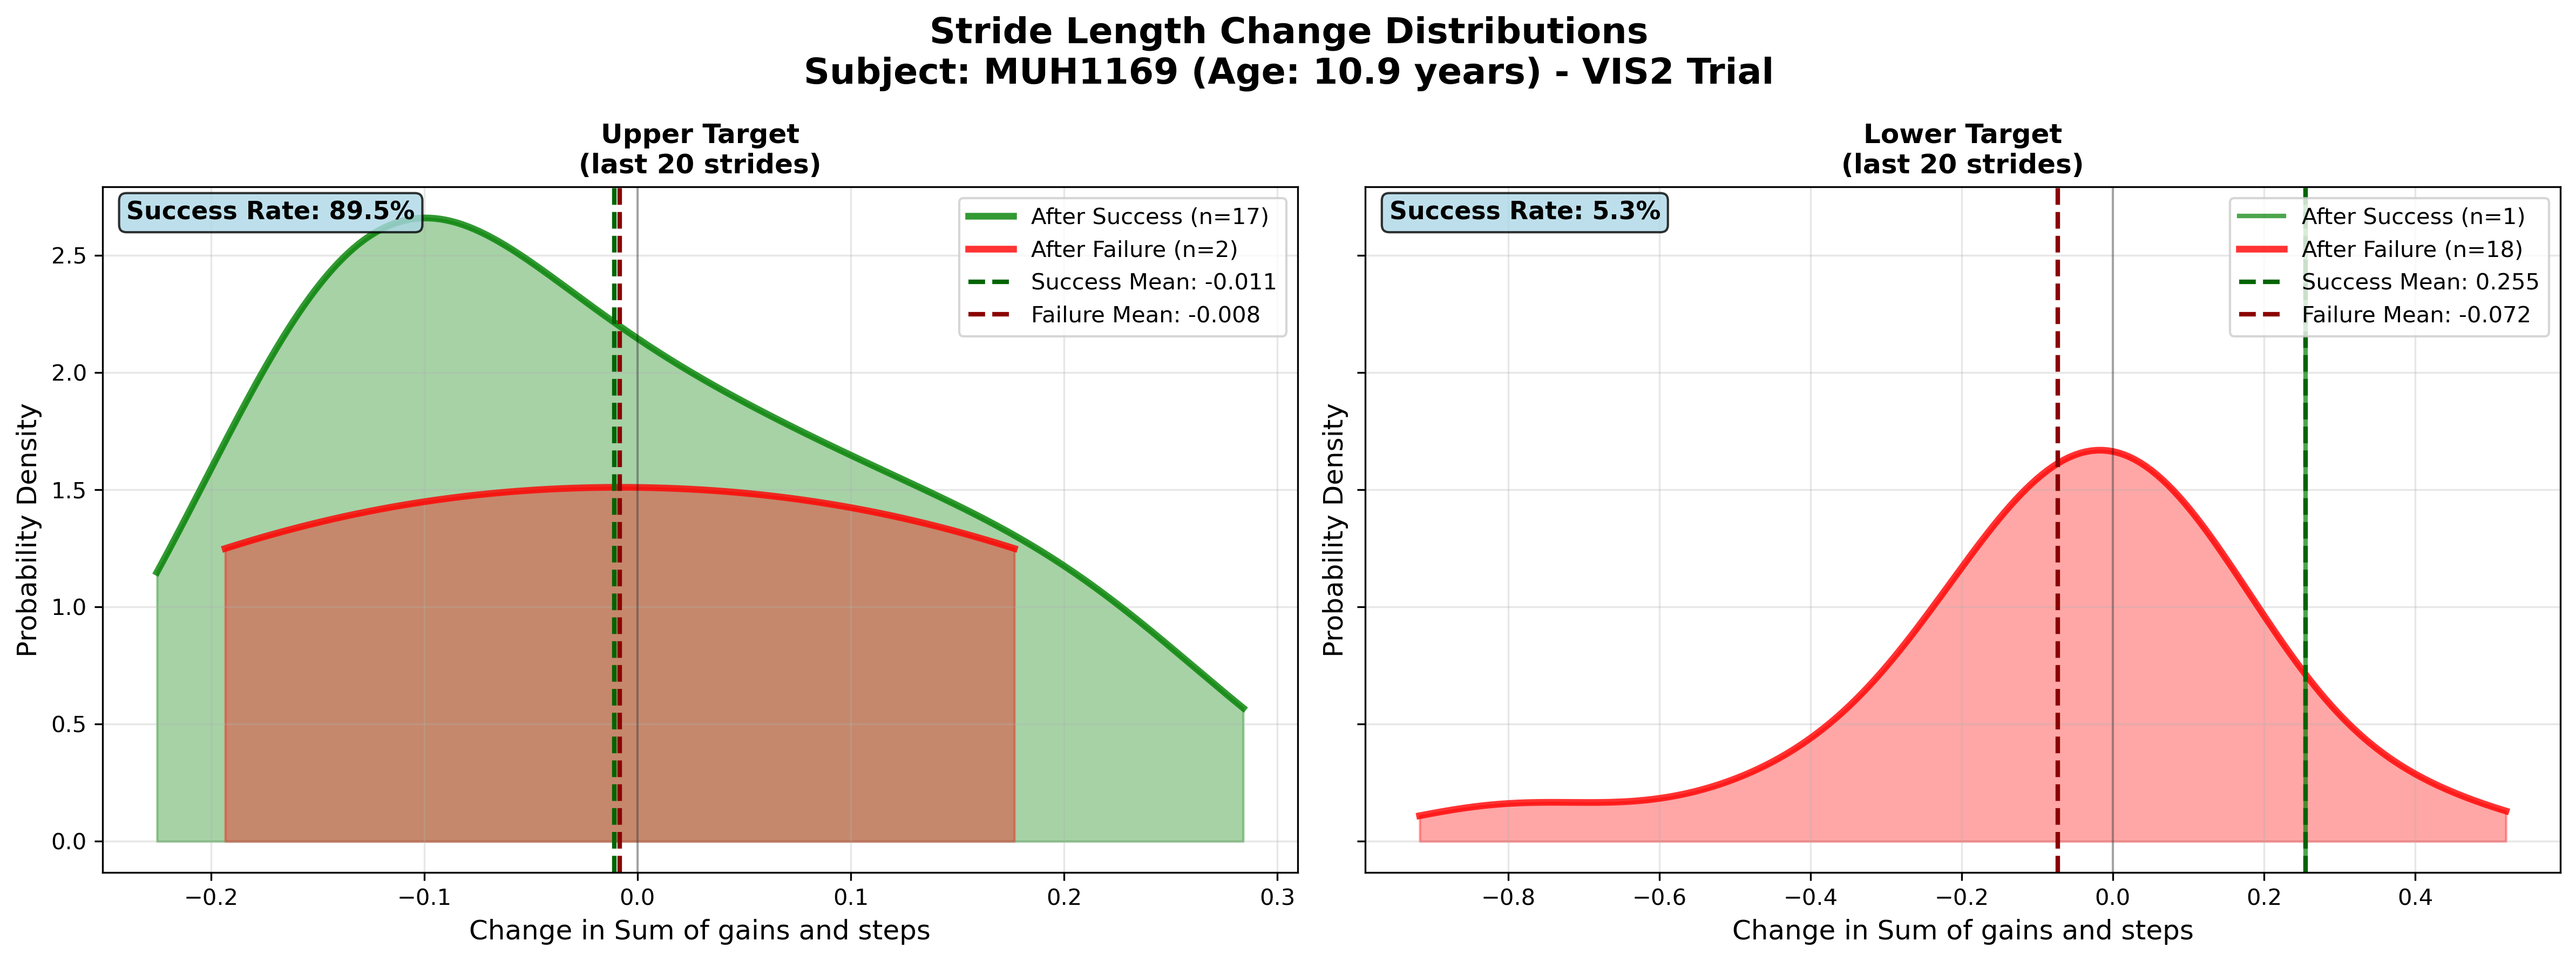 Stride Length Change Distributions
Subject: MUH1169 (Age: 10.9 years) - VIS2 Trial
Upper Target
(last 20 strides)
Success Rate: 89.5%
After Success (n=17)
After Failure (n=2)
Success Mean: -0.011
Failure Mean: -0.008
Probability Density
2.5
2.0
1.5
1.0
0.5
0.0
−0.2 −0.1 0.0 0.1 0.2 0.3
Change in Sum of gains and steps
Lower Target
(last 20 strides)
Success Rate: 5.3%
After Success (n=1)
After Failure (n=18)
Success Mean: 0.255
Failure Mean: -0.072
Probability Density
−0.8 −0.6 −0.4 −0.2 0.0 0.2 0.4
Change in Sum of gains and steps